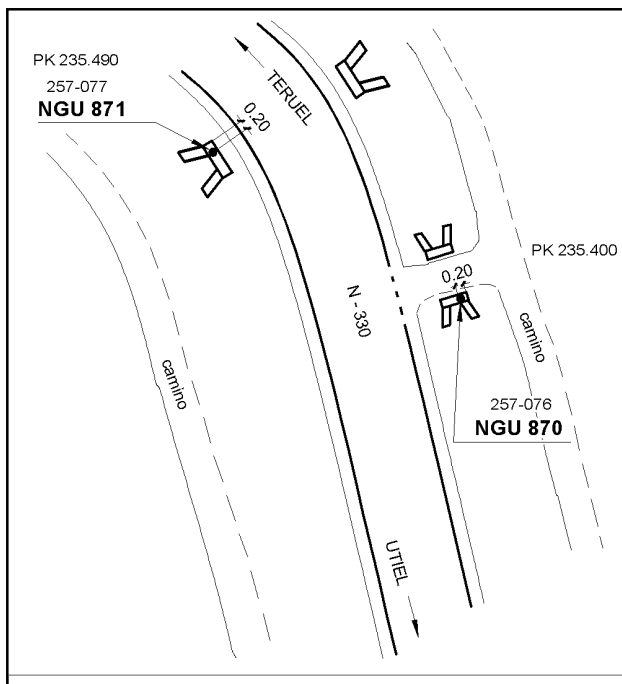 PK 235.490
257-077
NGU 871
0.20
TERUEL
PK 235.400
0.20
N - 330
camino
camino
257-076
NGU 870
UTIEL